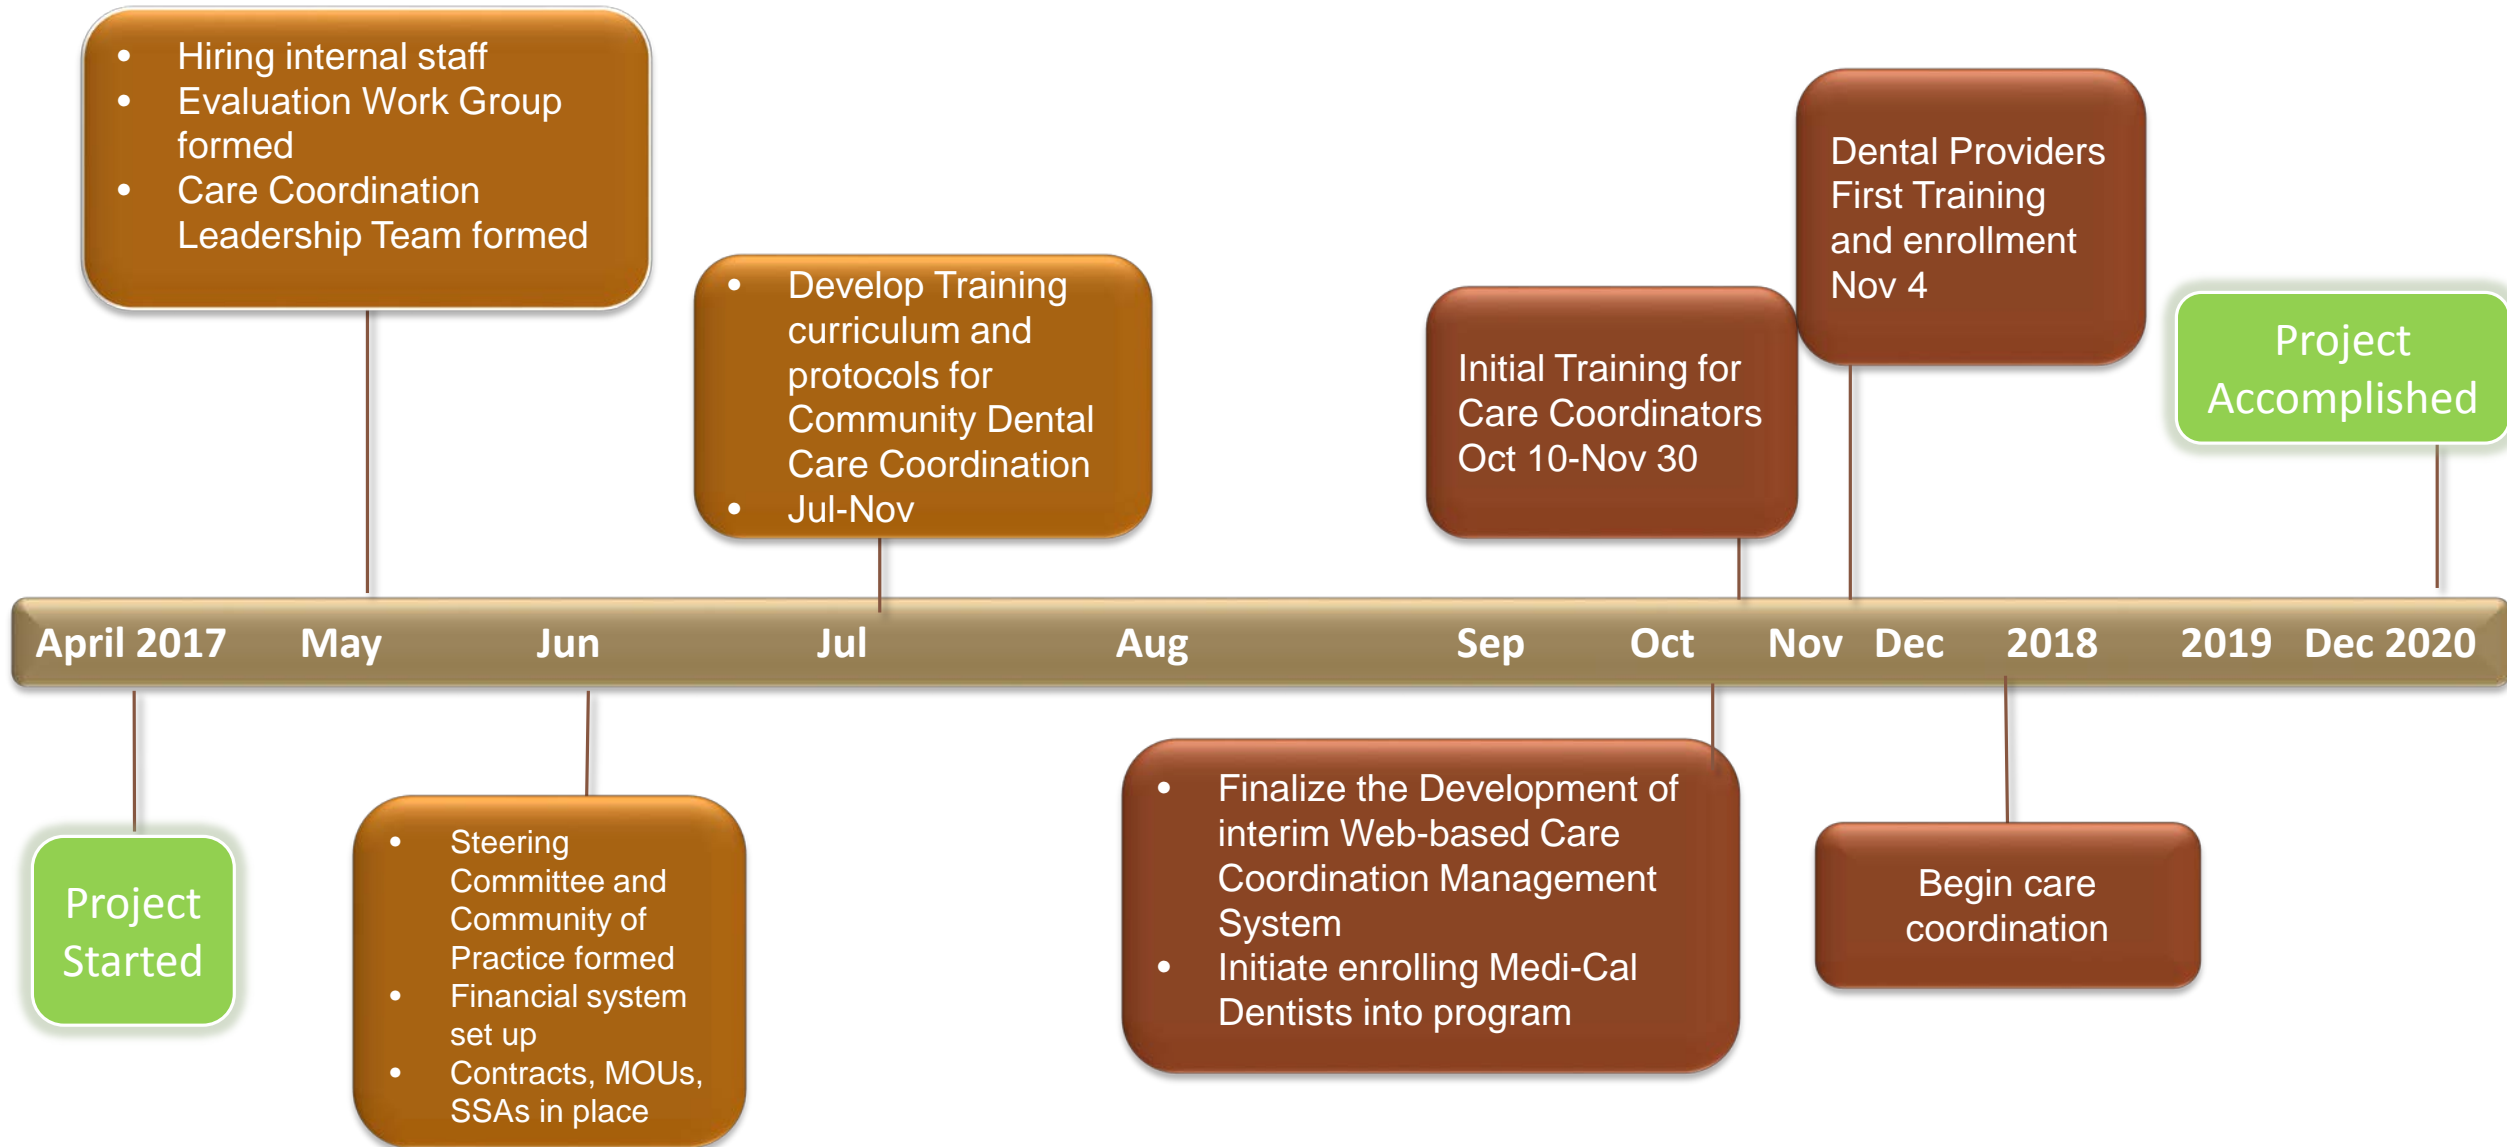 • Hiring internal staff
• Evaluation Work Group
formed
• Care Coordination
Leadership Team formed
• Develop Training
curriculum and
protocols for
Community Dental
Care Coordination
• Jul-Nov
Initial Training for
Care Coordinators
Oct 10-Nov 30
Dental Providers
First Training
and enrollment
Nov 4
Project
Accomplished
April 2017 May Jun Jul Aug Sep Oct Nov Dec 2018 2019 Dec 2020
Project
Started
• Steering
Committee and
Community of
Practice formed
• Financial system
set up
• Contracts, MOUs,
SSAs in place
• Finalize the Development of
interim Web-based Care
Coordination Management
System
• Initiate enrolling Medi-Cal
Dentists into program
Begin care
coordination